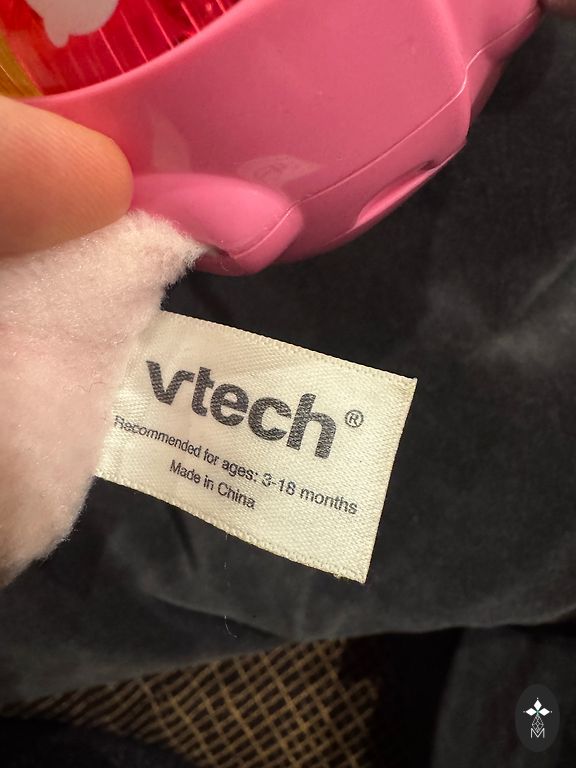 vtech®
Recommended for ages: 3-18 months
Made in China